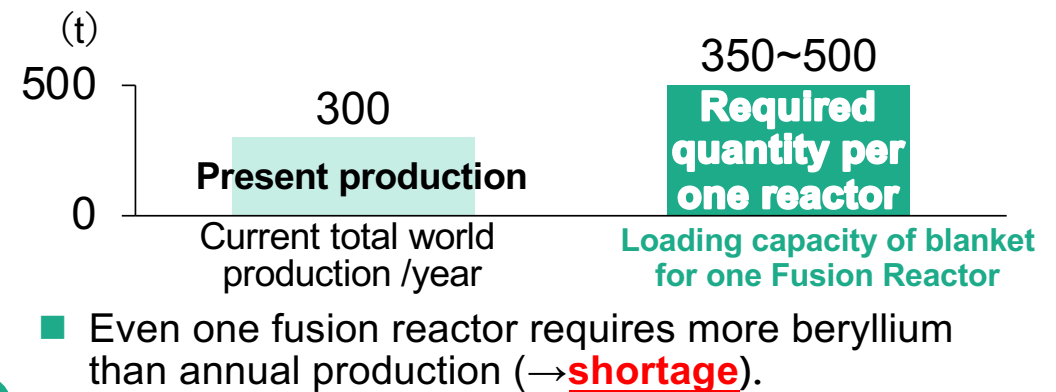 (t)
500
0
300
Present production
Current total world
production /year
350~500
Required
quantity per
one reactor
Loading capacity of blanket
for one Fusion Reactor
Even one fusion reactor requires more beryllium
than annual production (→shortage).